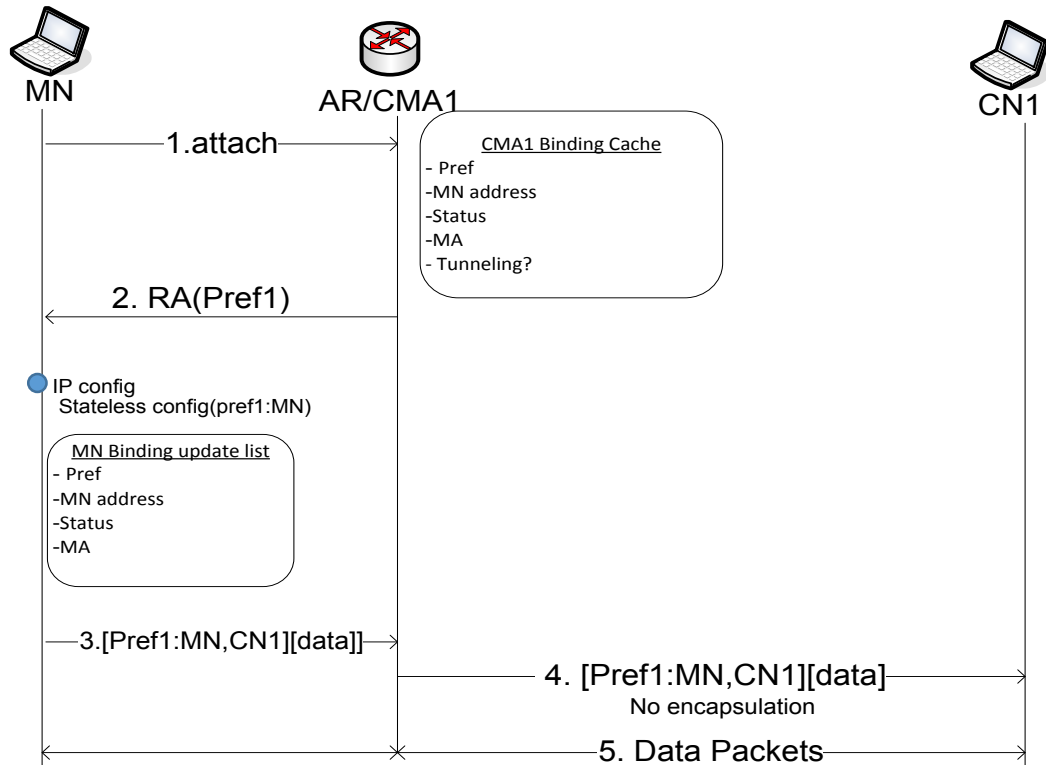 MN
AR/CMA1
CN1
1.attach
CMA1 Binding Cache
- Pref
-MN address
-Status
-MA
- Tunneling?
2. RA(Pref1)
IP config
Stateless config(pref1:MN)
MN Binding update list
- Pref
-MN address
-Status
-MA
3.[Pref1:MN,CN1][data]]
4. [Pref1:MN,CN1][data]
No encapsulation
5. Data Packets